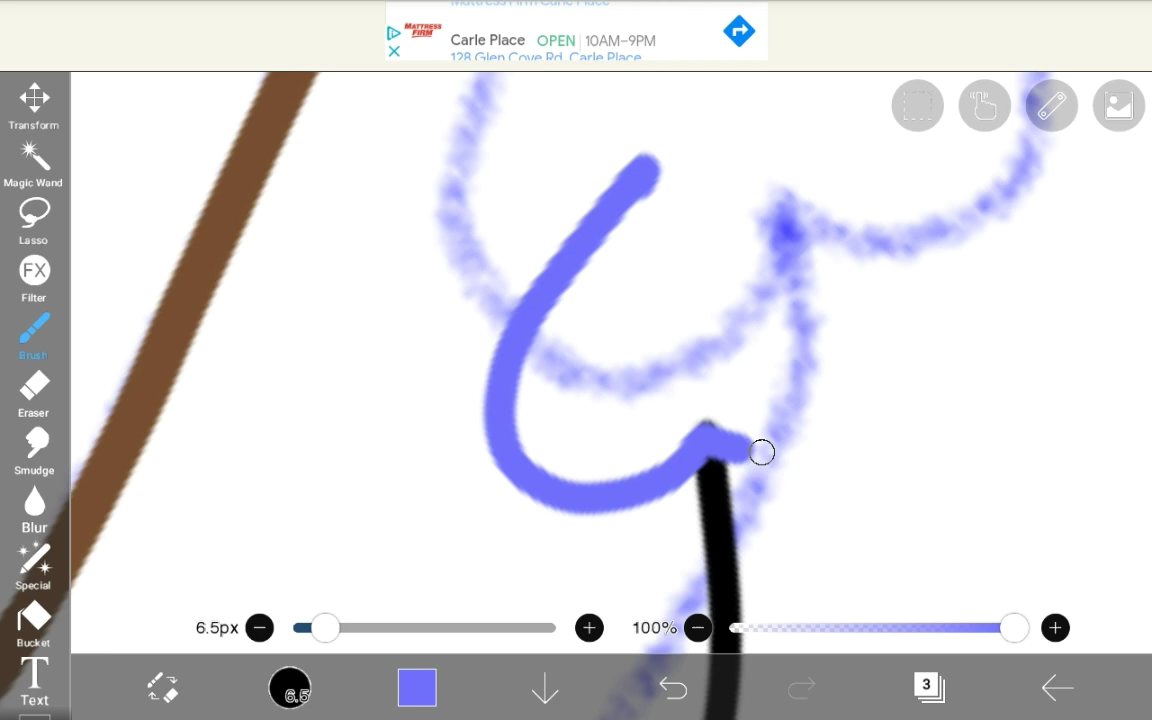 Mattress Firm Carle Place
MATTRESS
FIRM
Carle Place OPEN 10AM–9PM
128 Glen Cove Rd, Carle Place
Transform
Magic Wand
Lasso
FX
Filter
Brush
Eraser
Smudge
Blur
Special
Bucket
T
Text
6.5px
100%
6.5
3